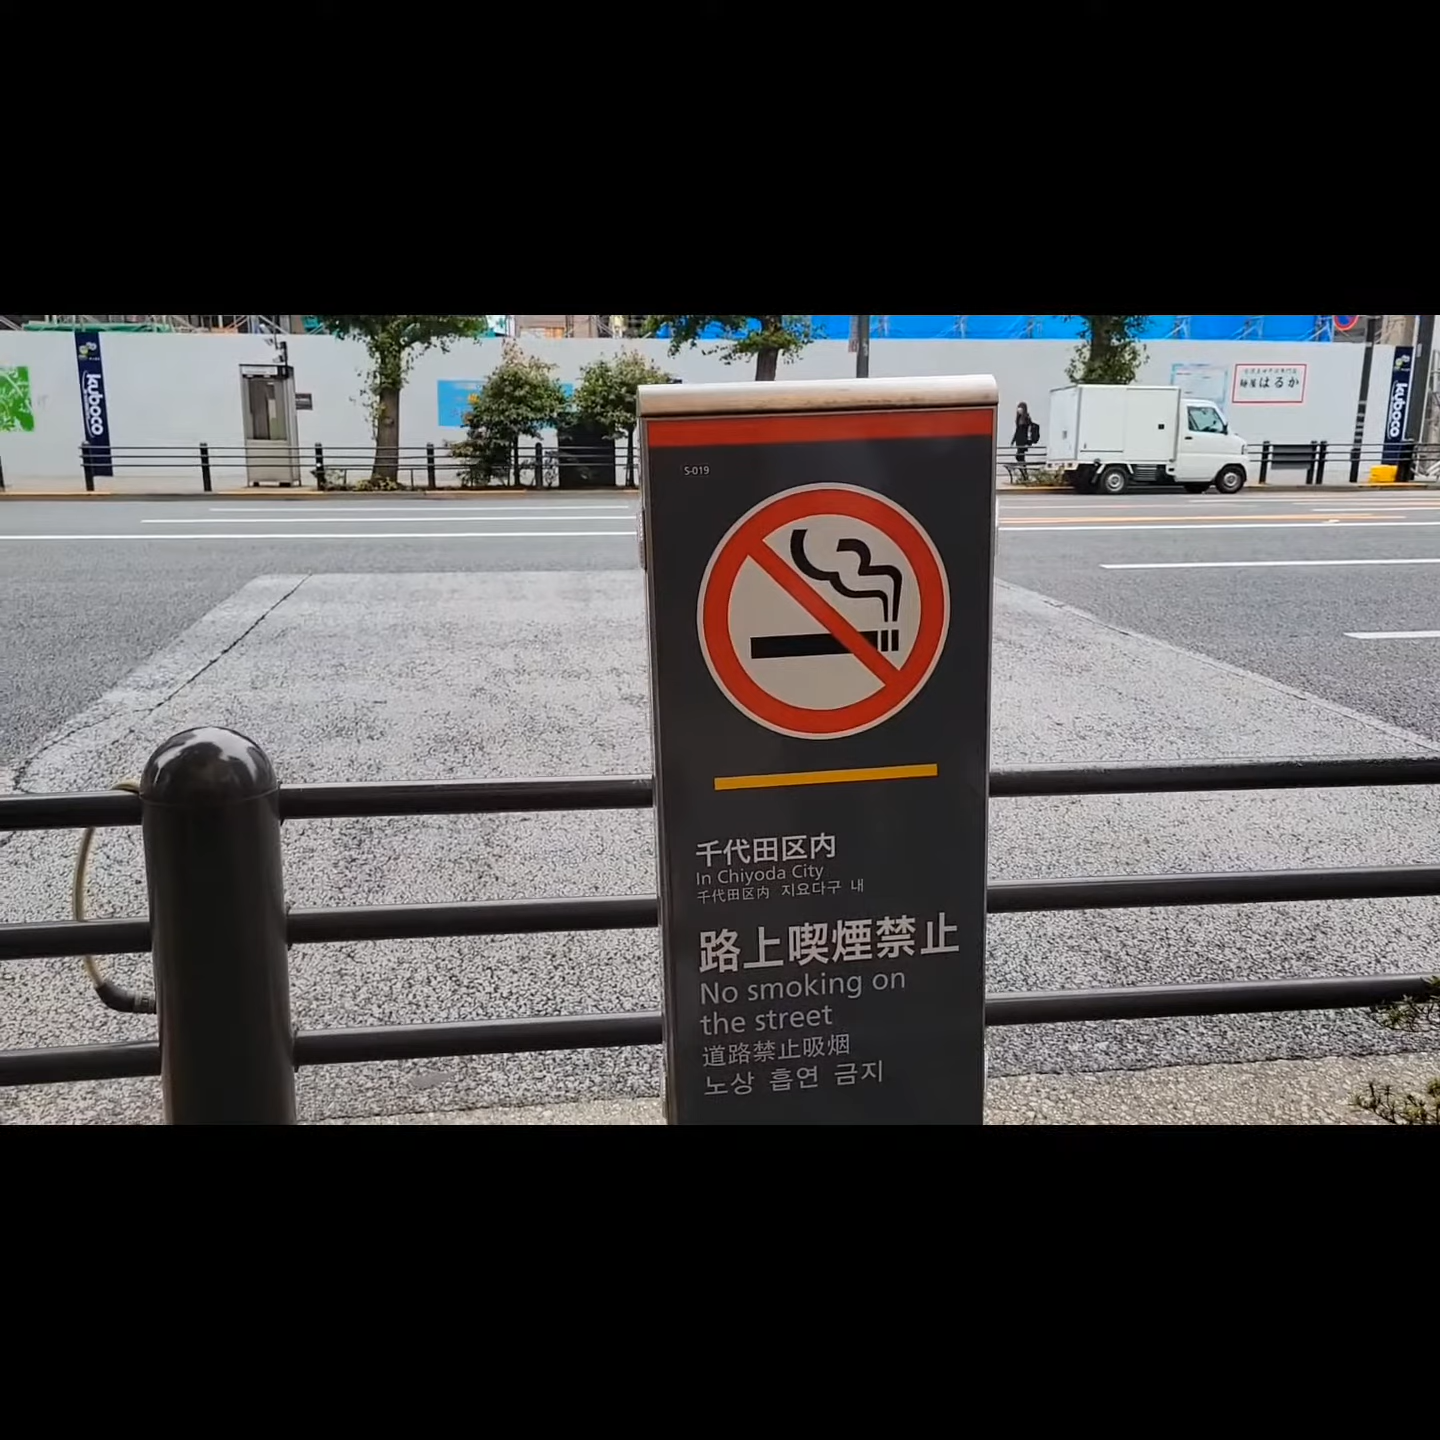 kuboco
麺屋はるか
kuboco
S-019
千代田区内
In Chiyoda City
千代田区内 지요다구 내
路上喫煙禁止
No smoking on
the street
道路禁止吸烟
노상 흡연 금지